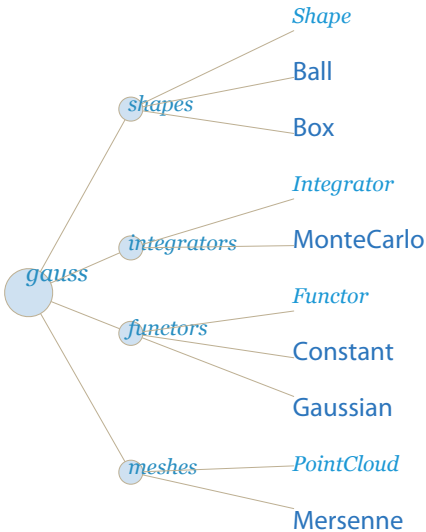 Shape
Ball
shapes
Box
Integrator
integrators
MonteCarlo
gauss
Functor
functors
Constant
Gaussian
meshes
PointCloud
Mersenne